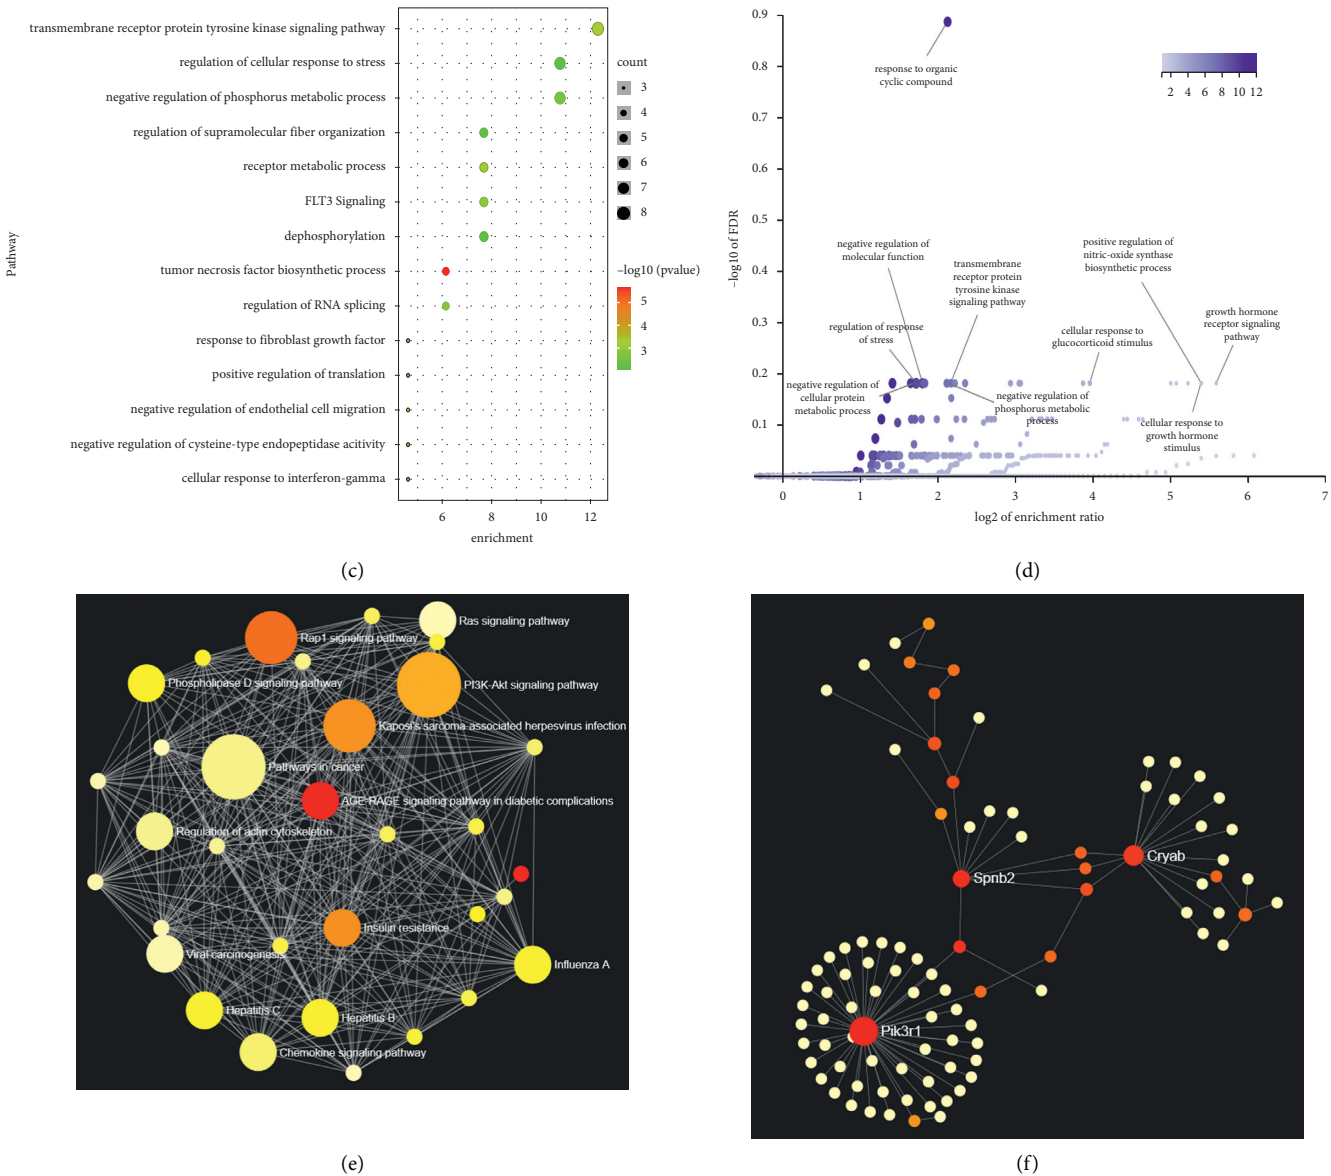 transmembrane receptor protein tyrosine kinase signaling pathway
regulation of cellular response to stress
negative regulation of phosphorus metabolic process
regulation of supramolecular fiber organization
receptor metabolic process
FLT3 Signaling
dephosphorylation
tumor necrosis factor biosynthetic process
regulation of RNA splicing
response to fibroblast growth factor
positive regulation of translation
negative regulation of endothelial cell migration
negative regulation of cysteine-type endopeptidase acitivity
cellular response to interferon-gamma
Pathway
6 8 10 12
enrichment
count
3
4
5
6
7
8
–log10 (pvalue)
5
4
3
(c)
0.9
0.8
0.7
0.6
0.5
0.4
0.3
0.2
0.1
–log10 of FDR
0 1 2 3 4 5 6 7
log2 of enrichment ratio
2 4 6 8 10 12
response to organic
cyclic compound
negative regulation of
molecular function
transmembrane
receptor protein
tyrosine kinase
signaling pathway
positive regulation of
nitric-oxide synthase
biosynthetic process
regulation of response
of stress
cellular response to
glucocorticoid stimulus
growth hormone
receptor signaling
pathway
negative regulation of
cellular protein
metabolic process
negative regulation of
phosphorus metabolic
process
cellular response to
growth hormone
stimulus
(d)
Ras signaling pathway
Rap1 signaling pathway
Phospholipase D signaling pathway
PI3K-Akt signaling pathway
Kaposi's sarcoma-associated herpesvirus infection
Pathways in cancer
AGE-RAGE signaling pathway in diabetic complications
Regulation of actin cytoskeleton
Insulin resistance
Viral carcinogenesis
Influenza A
Hepatitis C
Hepatitis B
Chemokine signaling pathway
(e)
Cryab
Spnb2
Pik3r1
(f)